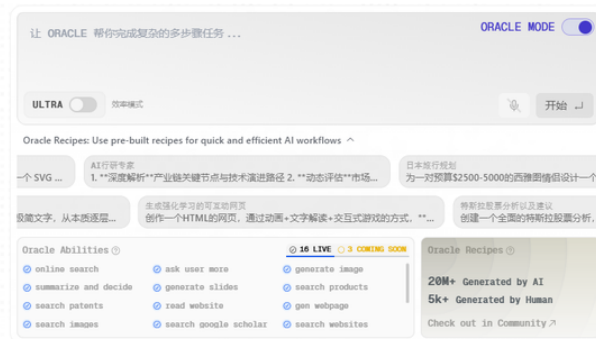 让 ORACLE 帮你完成复杂的多步骤任务 ...
ORACLE MODE
ULTRA 效率模式
开始
Oracle Recipes: Use pre-built recipes for quick and efficient AI workflows
一个 SVG ...
AI行研专家
1. **深度解析**产业链关键节点与技术演进路径 2. **动态评估**市场...
日本旅行规划
为一对预算$2500-5000的西雅图情侣设计一个
极简文字，从本质逐层...
生成强化学习的可互动网页
创作一个HTML的网页，通过动画+文字解读+交互式游戏的方式，**...
特斯拉股票分析以及建议
创建一个全面的特斯拉股票分析，
Oracle Abilities
16 LIVE
3 COMING SOON
online search
ask user more
generate image
summarize and decide
generate slides
search products
search patents
read website
gen webpage
search images
search google scholar
search websites
Oracle Recipes
20M+ Generated by AI
5k+ Generated by Human
Check out in Community